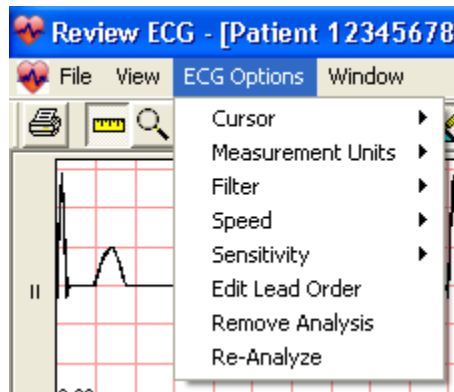 Review ECG - [Patient 12345678
File View ECG Options Window
Cursor
Measurement Units
Filter
Speed
Sensitivity
II
Edit Lead Order
Remove Analysis
Re-Analyze